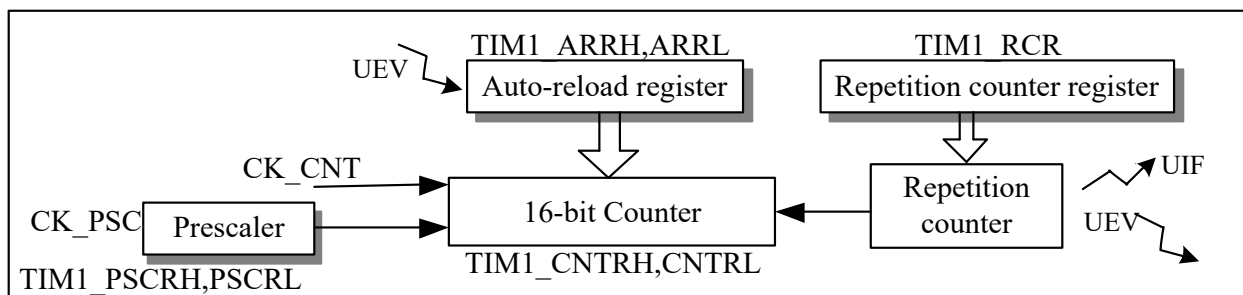 TIM1_ARRH,ARRL
TIM1_RCR
UEV
Auto-reload register
Repetition counter register
CK_CNT
UIF
Repetition
counter
16-bit Counter
CK_PSC
Prescaler
UEV
TIM1_CNTRH,CNTRL
TIM1_PSCRH,PSCRL